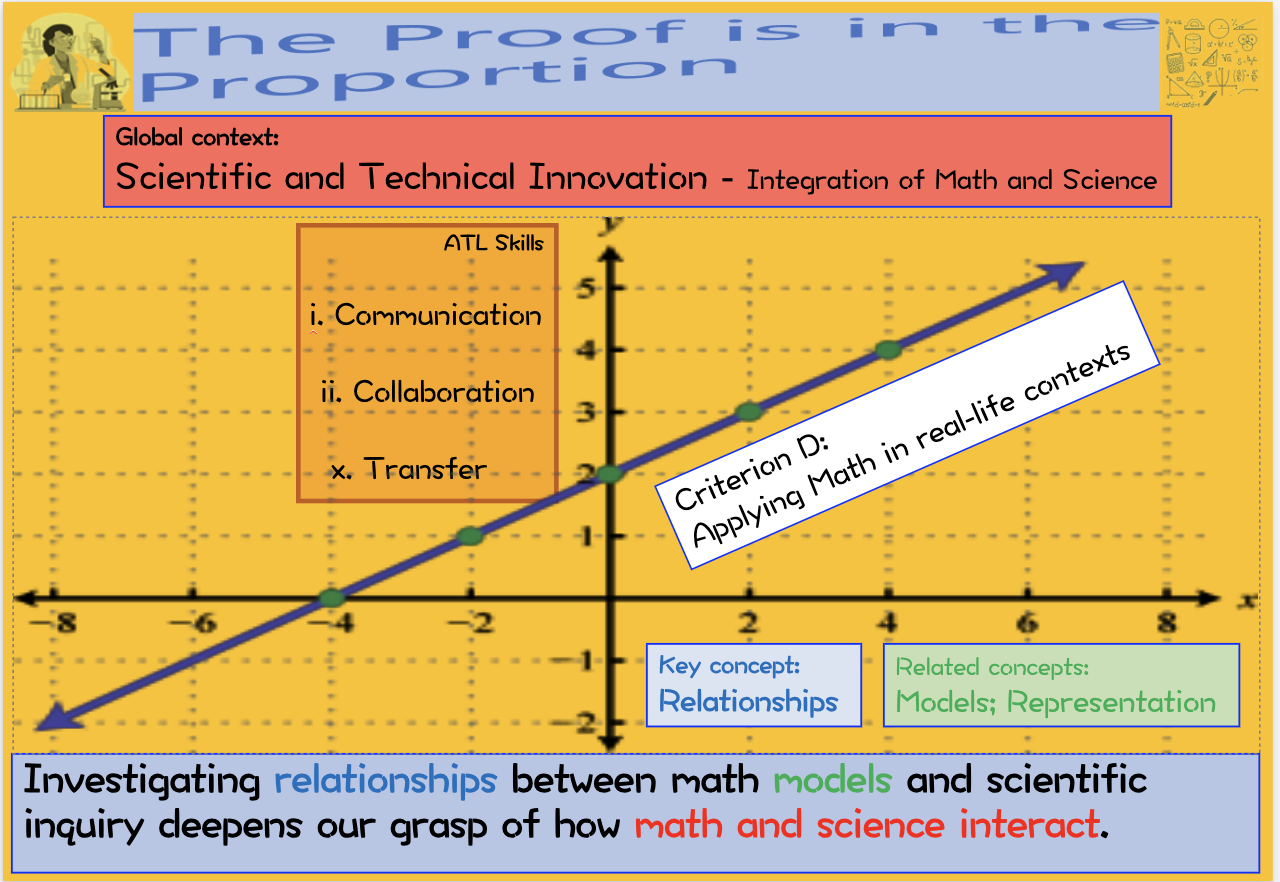 The Proof is in the
Proportion
Global context:
Scientific and Technical Innovation - Integration of Math and Science
ATL Skills
i. Communication
ii. Collaboration
x. Transfer
y
5
4
3
2
1
-8 -6 -4 -2 2 4 6 8 x
-1
-2
Criterion D:
Applying Math in real-life contexts
Key concept:
Relationships
Related concepts:
Models; Representation
Investigating relationships between math models and scientific
inquiry deepens our grasp of how math and science interact.